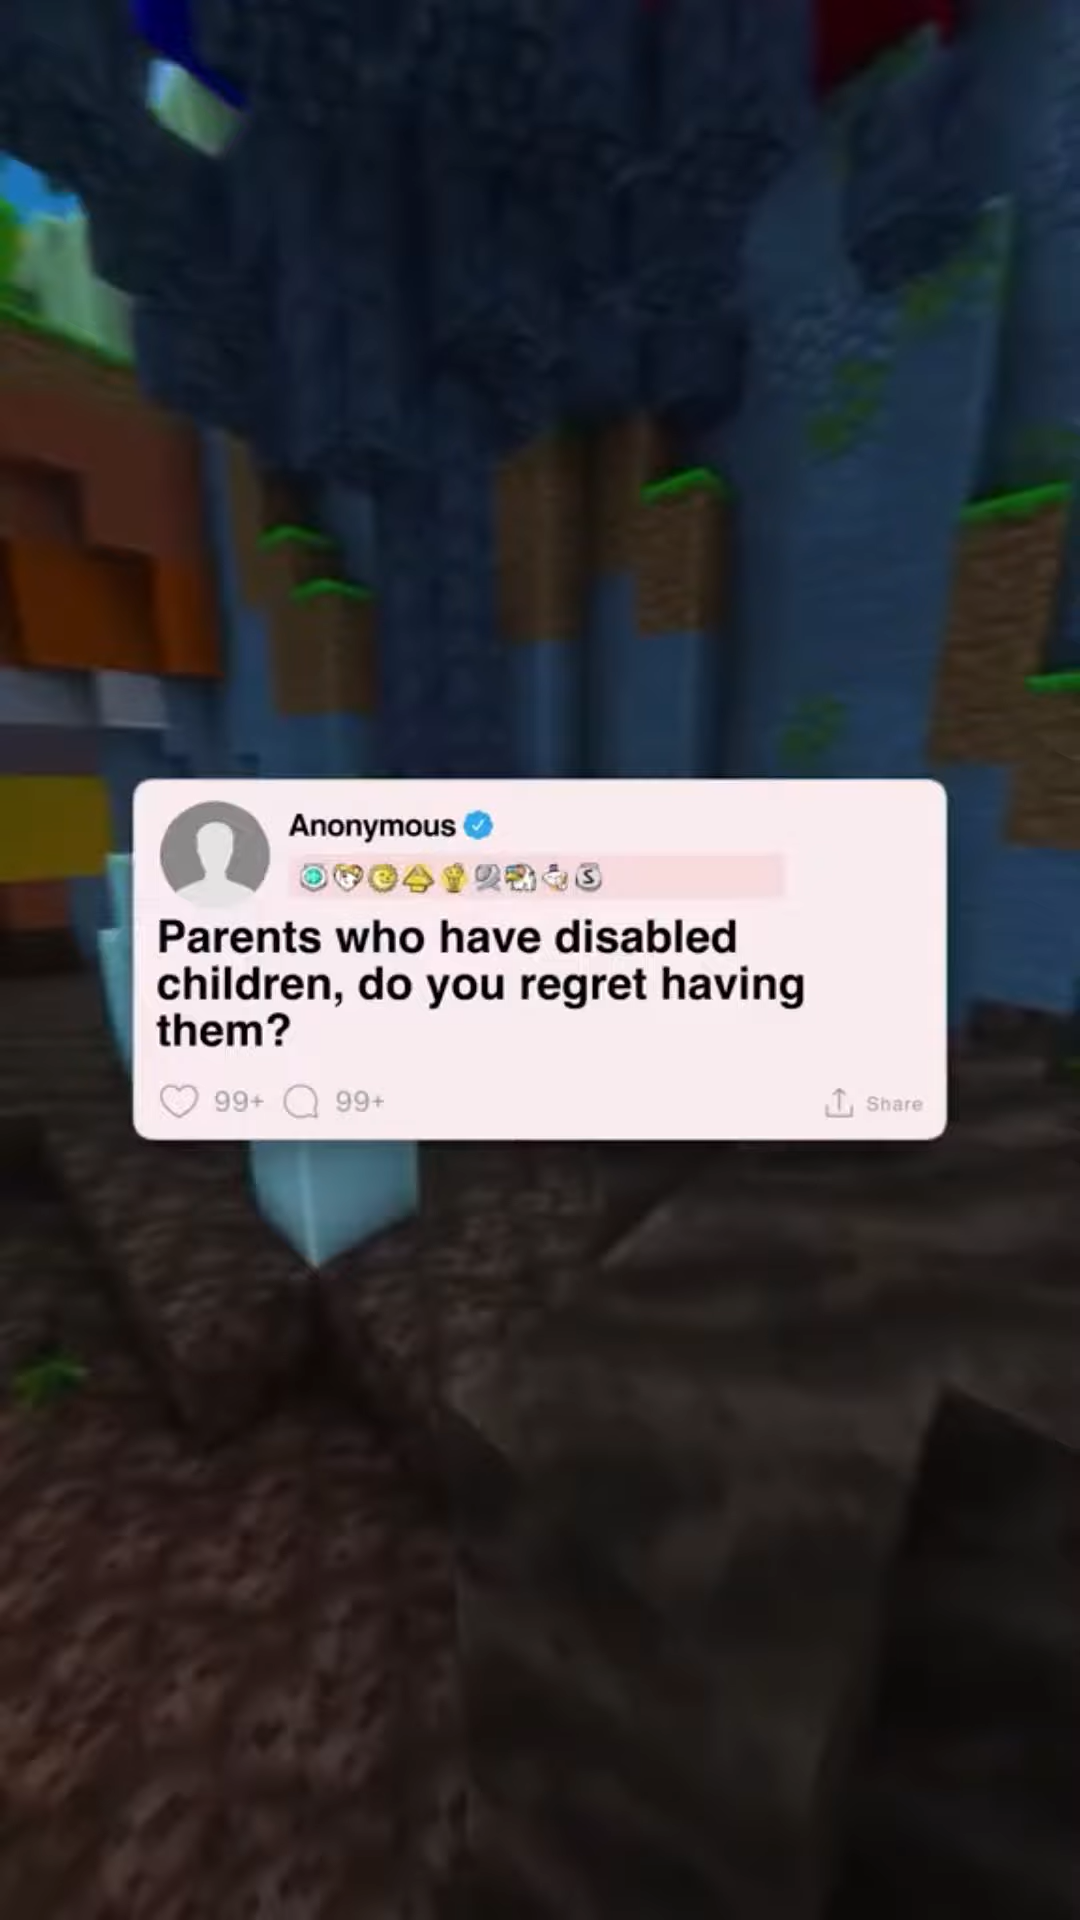 Anonymous
Parents who have disabled
children, do you regret having
them?
99+ 99+ Share